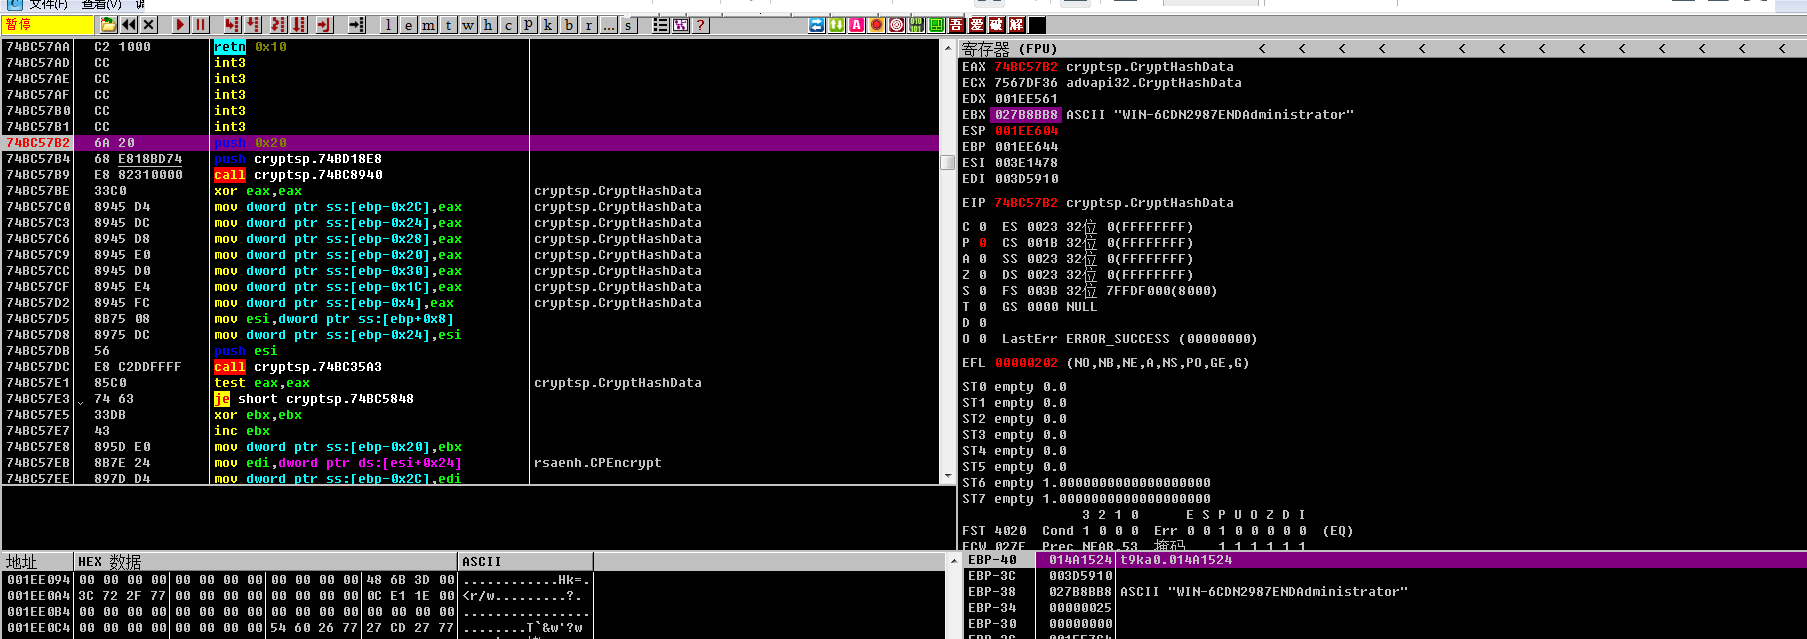 文件(F) 查看(V) 调
暂停 l e m t w h c p k b r ... s ? A 吾 爱 破 解
74BC57AA C2 1000 retn 0x10
74BC57AD CC int3
74BC57AE CC int3
74BC57AF CC int3
74BC57B0 CC int3
74BC57B1 CC int3
74BC57B2 6A 20 push 0x20
74BC57B4 68 E818BD74 push cryptsp.74BD18E8
74BC57B9 E8 82310000 call cryptsp.74BC8940
74BC57BE 33C0 xor eax,eax cryptsp.CryptHashData
74BC57C0 8945 D4 mov dword ptr ss:[ebp-0x2C],eax cryptsp.CryptHashData
74BC57C3 8945 DC mov dword ptr ss:[ebp-0x24],eax cryptsp.CryptHashData
74BC57C6 8945 D8 mov dword ptr ss:[ebp-0x28],eax cryptsp.CryptHashData
74BC57C9 8945 E0 mov dword ptr ss:[ebp-0x20],eax cryptsp.CryptHashData
74BC57CC 8945 D0 mov dword ptr ss:[ebp-0x30],eax cryptsp.CryptHashData
74BC57CF 8945 E4 mov dword ptr ss:[ebp-0x1C],eax cryptsp.CryptHashData
74BC57D2 8945 FC mov dword ptr ss:[ebp-0x4],eax cryptsp.CryptHashData
74BC57D5 8B75 08 mov esi,dword ptr ss:[ebp+0x8]
74BC57D8 8975 DC mov dword ptr ss:[ebp-0x24],esi
74BC57DB 56 push esi
74BC57DC E8 C2DDFFFF call cryptsp.74BC35A3
74BC57E1 85C0 test eax,eax cryptsp.CryptHashData
74BC57E3 74 63 je short cryptsp.74BC5848
74BC57E5 33DB xor ebx,ebx
74BC57E7 43 inc ebx
74BC57E8 895D E0 mov dword ptr ss:[ebp-0x20],ebx
74BC57EB 8B7E 24 mov edi,dword ptr ds:[esi+0x24] rsaenh.CPEncrypt
74BC57EE 897D D4 mov dword ptr ss:[ebp-0x2C],edi
寄存器 (FPU) < < < < < < < < < < < < < <
EAX 74BC57B2 cryptsp.CryptHashData
ECX 7567DF36 advapi32.CryptHashData
EDX 001EE561
EBX 027B8BB8 ASCII "WIN-6CDN2987ENDAdministrator"
ESP 001EE604
EBP 001EE644
ESI 003E1478
EDI 003D5910
EIP 74BC57B2 cryptsp.CryptHashData
C 0 ES 0023 32位 0(FFFFFFFF)
P 0 CS 001B 32位 0(FFFFFFFF)
A 0 SS 0023 32位 0(FFFFFFFF)
Z 0 DS 0023 32位 0(FFFFFFFF)
S 0 FS 003B 32位 7FFDF000(8000)
T 0 GS 0000 NULL
D 0
O 0 LastErr ERROR_SUCCESS (00000000)
EFL 00000202 (NO,NB,NE,A,NS,PO,GE,G)
ST0 empty 0.0
ST1 empty 0.0
ST2 empty 0.0
ST3 empty 0.0
ST4 empty 0.0
ST5 empty 0.0
ST6 empty 1.0000000000000000000
ST7 empty 1.0000000000000000000
3 2 1 0 E S P U O Z D I
FST 4020 Cond 1 0 0 0 Err 0 0 1 0 0 0 0 0 (EQ)
FCW 027F Prec NEAR,53 掩码 1 1 1 1 1 1
地址 HEX 数据 ASCII
001EE094 00 00 00 00 00 00 00 00 00 00 00 00 48 6B 3D 00 ............Hk=.
001EE0A4 3C 72 2F 77 00 00 00 00 00 00 00 00 0C E1 1E 00 <r/w.........?.
001EE0B4 00 00 00 00 00 00 00 00 00 00 00 00 00 00 00 00 ................
001EE0C4 00 00 00 00 00 00 00 00 54 60 26 77 27 CD 27 77 ........T`&w'?w
EBP-40 014A1524 t9ka0.014A1524
EBP-3C 003D5910
EBP-38 027B8BB8 ASCII "WIN-6CDN2987ENDAdministrator"
EBP-34 00000025
EBP-30 00000000